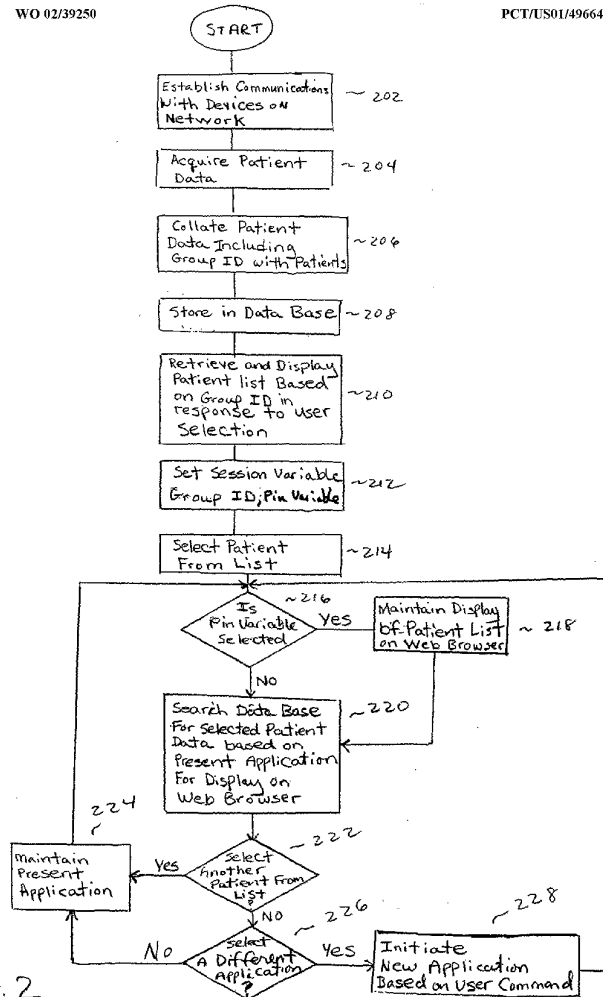 WO 02/39250
PCT/US01/49664
START
Establish Communications
With Devices on
Network
~ 202
Acquire Patient
Data
~ 204
Collate Patient
Data Including
Group ID with Patients
~ 206
Store in Data Base
~ 208
Retrieve and Display
Patient list Based
on Group ID in
response to user
Selection
~210
Set Session Variable
Group ID; Pin Variable
~212
Select Patient
From List
~214
Is
Pin Variable
Selected
~216
Yes
Maintain Display
of Patient List
on Web Browser
~ 218
NO
Search Data Base
For Selected Patient
Data based on
Present Application
For Display on
Web Browser
~220
224
Maintain
Present
Application
Yes
Select
Another
Patient From
List
?
~222
NO
Select
A Different
Application
?
~226
No
Yes
Initiate
New Application
Based on User Command
~228
2